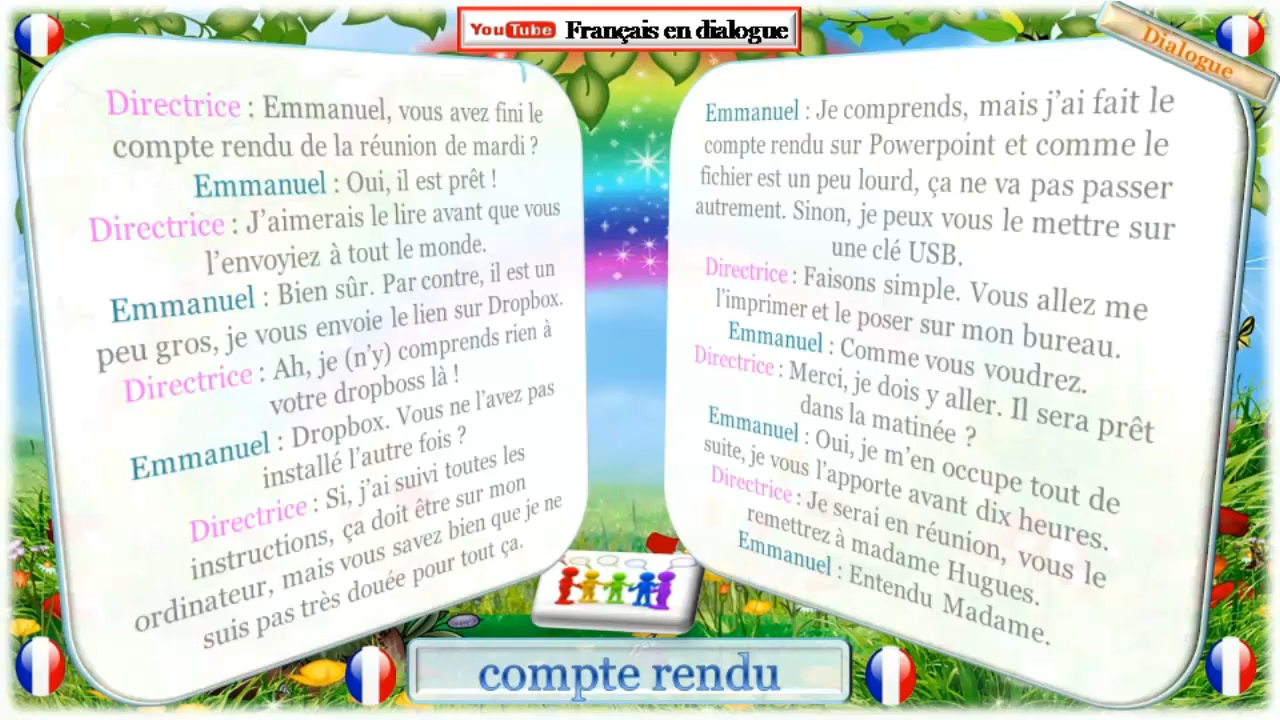 YouTube Français en dialogue
Dialogue
Directrice : Emmanuel, vous avez fini le
compte rendu de la réunion de mardi ?
Emmanuel : Oui, il est prêt !
Directrice : J'aimerais le lire avant que vous
l'envoyiez à tout le monde.
Emmanuel : Bien sûr. Par contre, il est un
peu gros, je vous envoie le lien sur Dropbox.
Directrice : Ah, je (n'y) comprends rien à
votre dropboss là !
Emmanuel : Dropbox. Vous ne l'avez pas
installé l'autre fois ?
Directrice : Si, j'ai suivi toutes les
instructions, ça doit être sur mon
ordinateur, mais vous savez bien que je ne
suis pas très douée pour tout ça.
Emmanuel : Je comprends, mais j'ai fait le
compte rendu sur Powerpoint et comme le
fichier est un peu lourd, ça ne va pas passer
autrement. Sinon, je peux vous le mettre sur
une clé USB.
Directrice : Faisons simple. Vous allez me
l'imprimer et le poser sur mon bureau.
Emmanuel : Comme vous voudrez.
Directrice : Merci, je dois y aller. Il sera prêt
dans la matinée ?
Emmanuel : Oui, je m'en occupe tout de
suite, je vous l'apporte avant dix heures.
Directrice : Je serai en réunion, vous le
remettrez à madame Hugues.
Emmanuel : Entendu Madame.
compte rendu